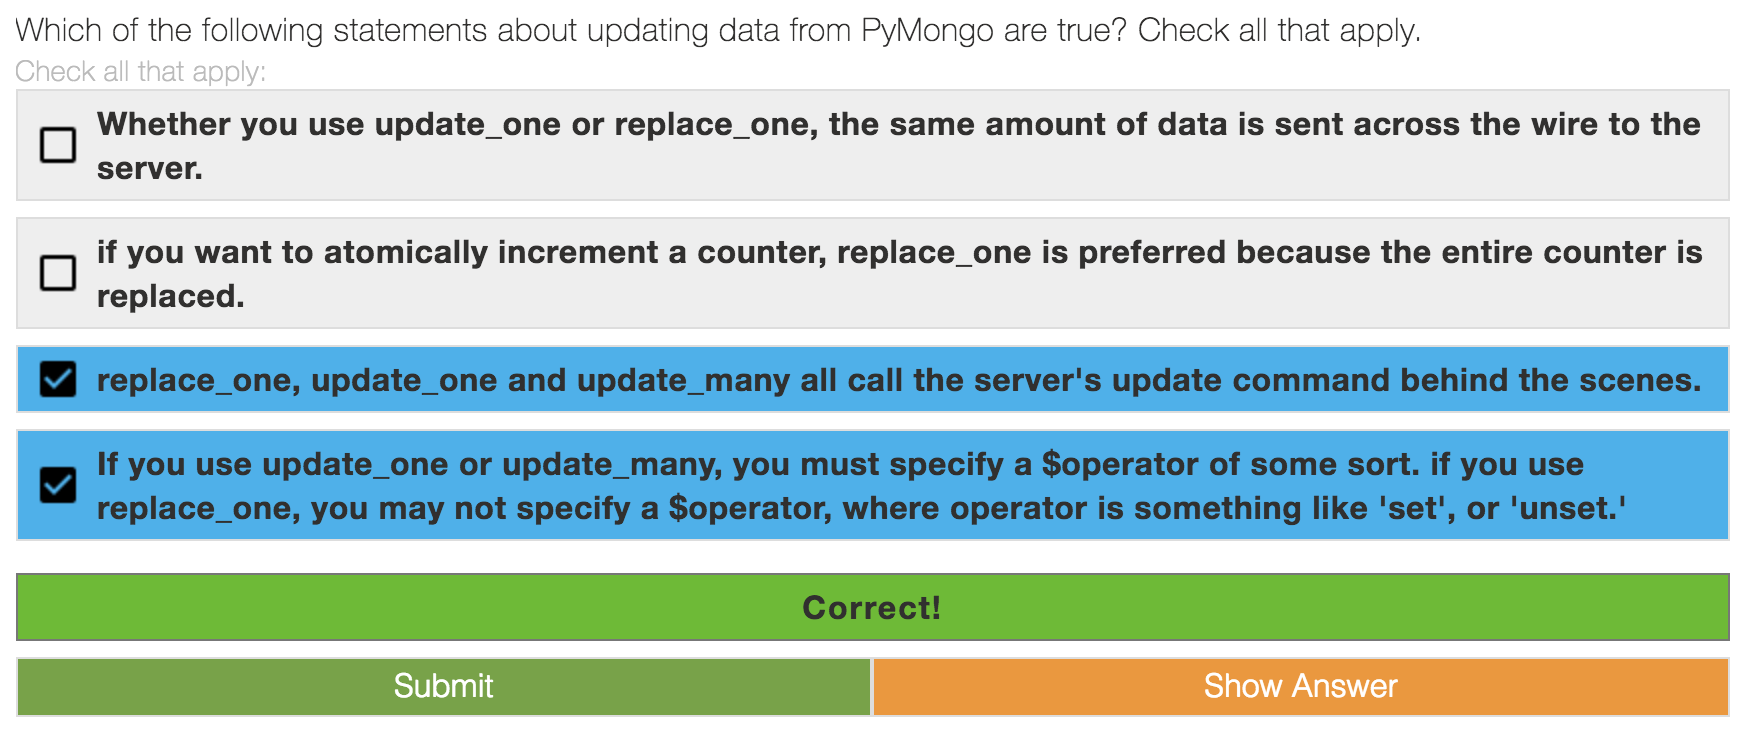 Which of the following statements about updating data from PyMongo are true? Check all that apply.
Check all that apply:
Whether you use update_one or replace_one, the same amount of data is sent across the wire to the
server.
if you want to atomically increment a counter, replace_one is preferred because the entire counter is
replaced.
replace_one, update_one and update_many all call the server's update command behind the scenes.
If you use update_one or update_many, you must specify a $operator of some sort. if you use
replace_one, you may not specify a $operator, where operator is something like 'set', or 'unset.'
Correct!
Submit
Show Answer